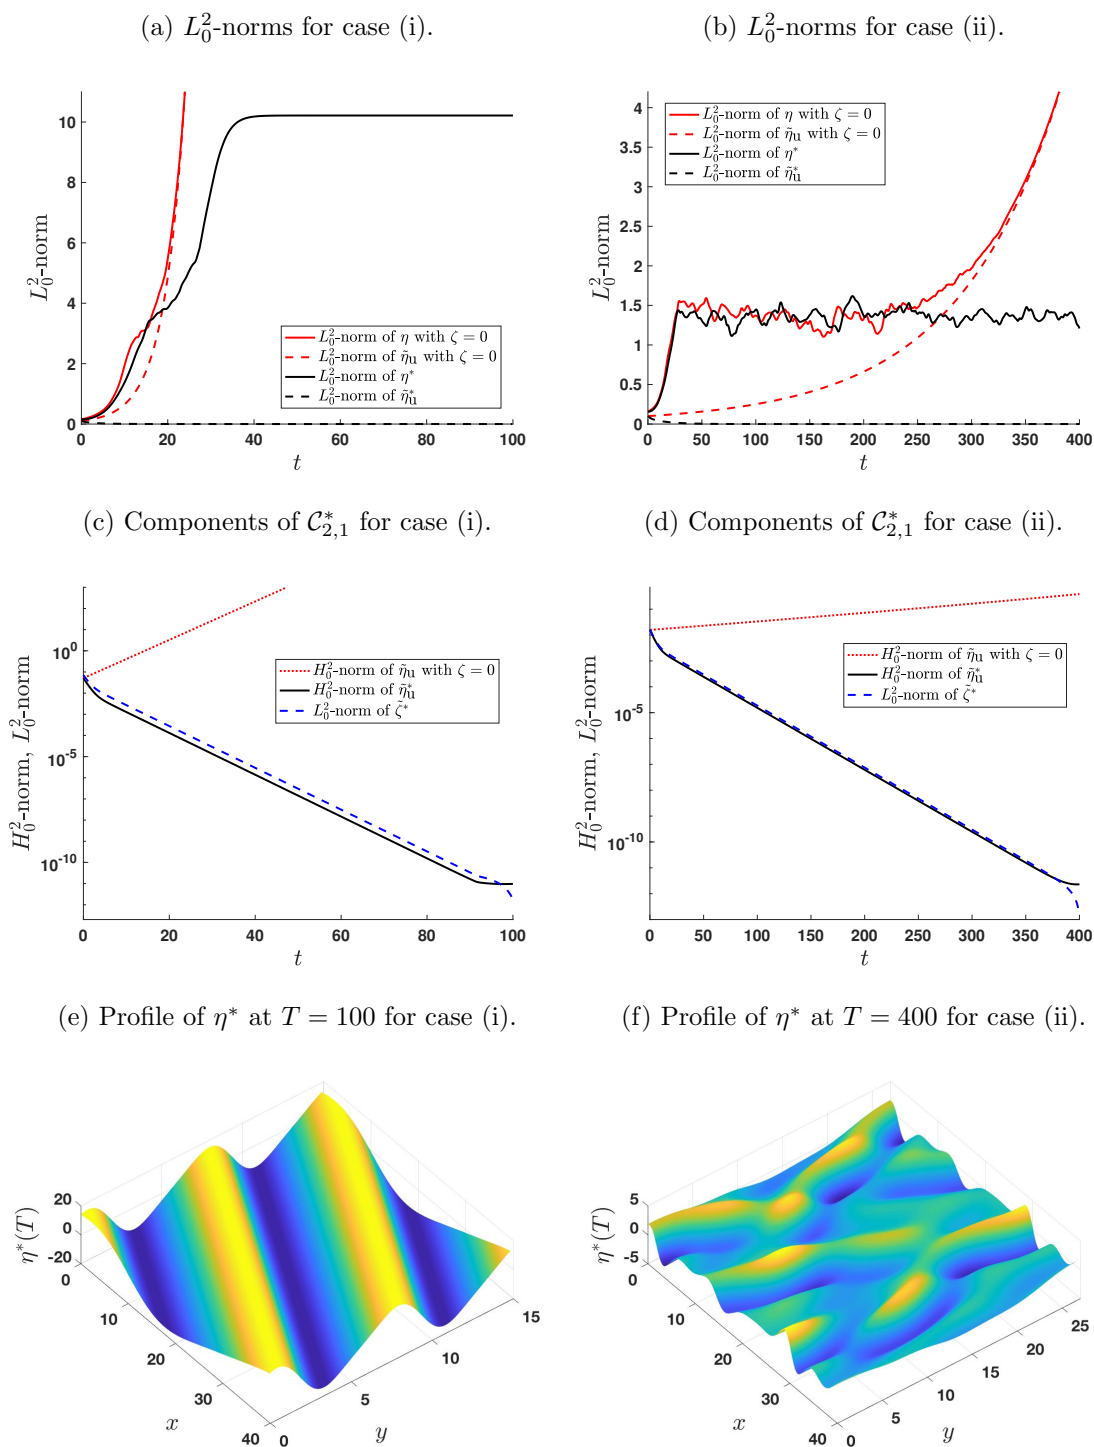 (a) $L_0^2$-norms for case (i).
(b) $L_0^2$-norms for case (ii).
10
8
6
4
2
0
$L_0^2$-norm
0 20 40 60 80 100
$t$
$L_0^2$-norm of $\eta$ with $\zeta = 0$
$L_0^2$-norm of $\tilde{\eta}_{\mathrm{u}}$ with $\zeta = 0$
$L_0^2$-norm of $\eta^*$
$L_0^2$-norm of $\tilde{\eta}_{\mathrm{u}}^*$
4
3.5
3
2.5
2
1.5
1
0.5
0
$L_0^2$-norm
0 50 100 150 200 250 300 350 400
$t$
$L_0^2$-norm of $\eta$ with $\zeta = 0$
$L_0^2$-norm of $\tilde{\eta}_{\mathrm{u}}$ with $\zeta = 0$
$L_0^2$-norm of $\eta^*$
$L_0^2$-norm of $\tilde{\eta}_{\mathrm{u}}^*$
(c) Components of $\mathcal{C}_{2,1}^*$ for case (i).
(d) Components of $\mathcal{C}_{2,1}^*$ for case (ii).
$10^0$
$10^{-5}$
$10^{-10}$
$H_0^2$-norm, $L_0^2$-norm
0 20 40 60 80 100
$t$
$H_0^2$-norm of $\tilde{\eta}_{\mathrm{u}}$ with $\zeta = 0$
$H_0^2$-norm of $\tilde{\eta}_{\mathrm{u}}^*$
$L_0^2$-norm of $\tilde{\zeta}^*$
$10^{-5}$
$10^{-10}$
$H_0^2$-norm, $L_0^2$-norm
0 50 100 150 200 250 300 350 400
$t$
$H_0^2$-norm of $\tilde{\eta}_{\mathrm{u}}$ with $\zeta = 0$
$H_0^2$-norm of $\tilde{\eta}_{\mathrm{u}}^*$
$L_0^2$-norm of $\tilde{\zeta}^*$
(e) Profile of $\eta^*$ at $T = 100$ for case (i).
(f) Profile of $\eta^*$ at $T = 400$ for case (ii).
20
0
-20
$\eta^*(T)$
0
10
20
30
40
$x$
0
5
10
15
$y$
5
0
-5
$\eta^*(T)$
0
10
20
30
40
$x$
0
5
10
15
20
25
$y$